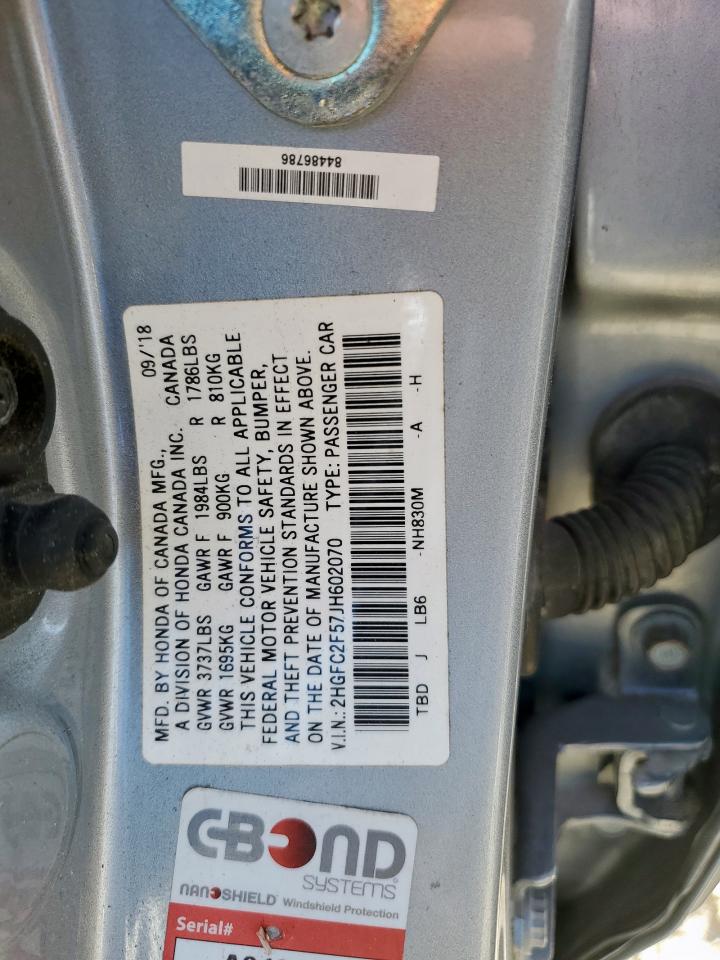 84486786
MFD. BY HONDA OF CANADA MFG., 09/'18
A DIVISION OF HONDA CANADA INC. CANADA
GVWR 3737LBS GAWR F 1984LBS R 1786LBS
GVWR 1695KG GAWR F 900KG R 810KG
THIS VEHICLE CONFORMS TO ALL APPLICABLE
FEDERAL MOTOR VEHICLE SAFETY, BUMPER,
AND THEFT PREVENTION STANDARDS IN EFFECT
ON THE DATE OF MANUFACTURE SHOWN ABOVE.
V.I.N.: 2HGFC2F57JH602070 TYPE: PASSENGER CAR
TBD J LB6 -NH830M -A -H
C-BOND
SYSTEMS
NANOSHIELD Windshield Protection
Serial#